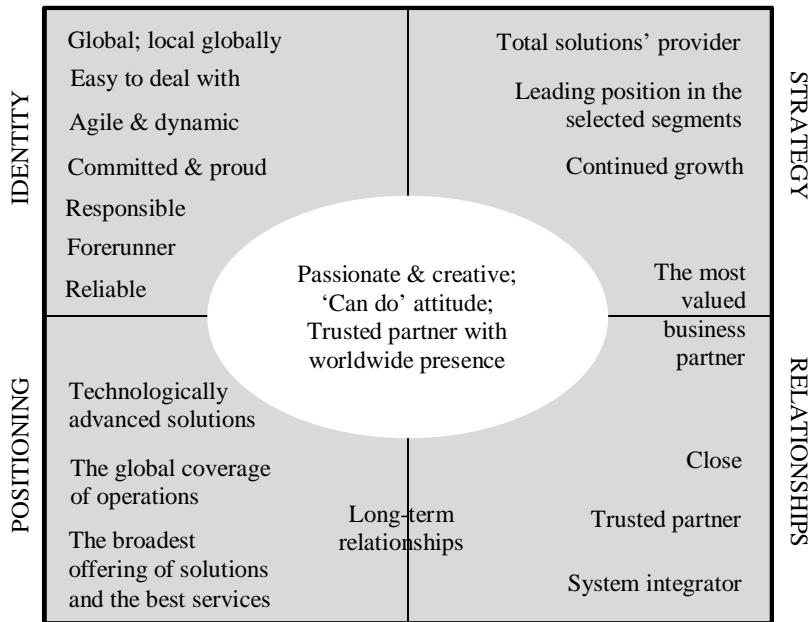 IDENTITY
Global; local globally
Easy to deal with
Agile & dynamic
Committed & proud
Responsible
Forerunner
Reliable
STRATEGY
Total solutions’ provider
Leading position in the
selected segments
Continued growth
The most
valued
business
partner
Passionate & creative;
‘Can do’ attitude;
Trusted partner with
worldwide presence
POSITIONING
Technologically
advanced solutions
The global coverage
of operations
The broadest
offering of solutions
and the best services
Long-term
relationships
RELATIONSHIPS
Close
Trusted partner
System integrator